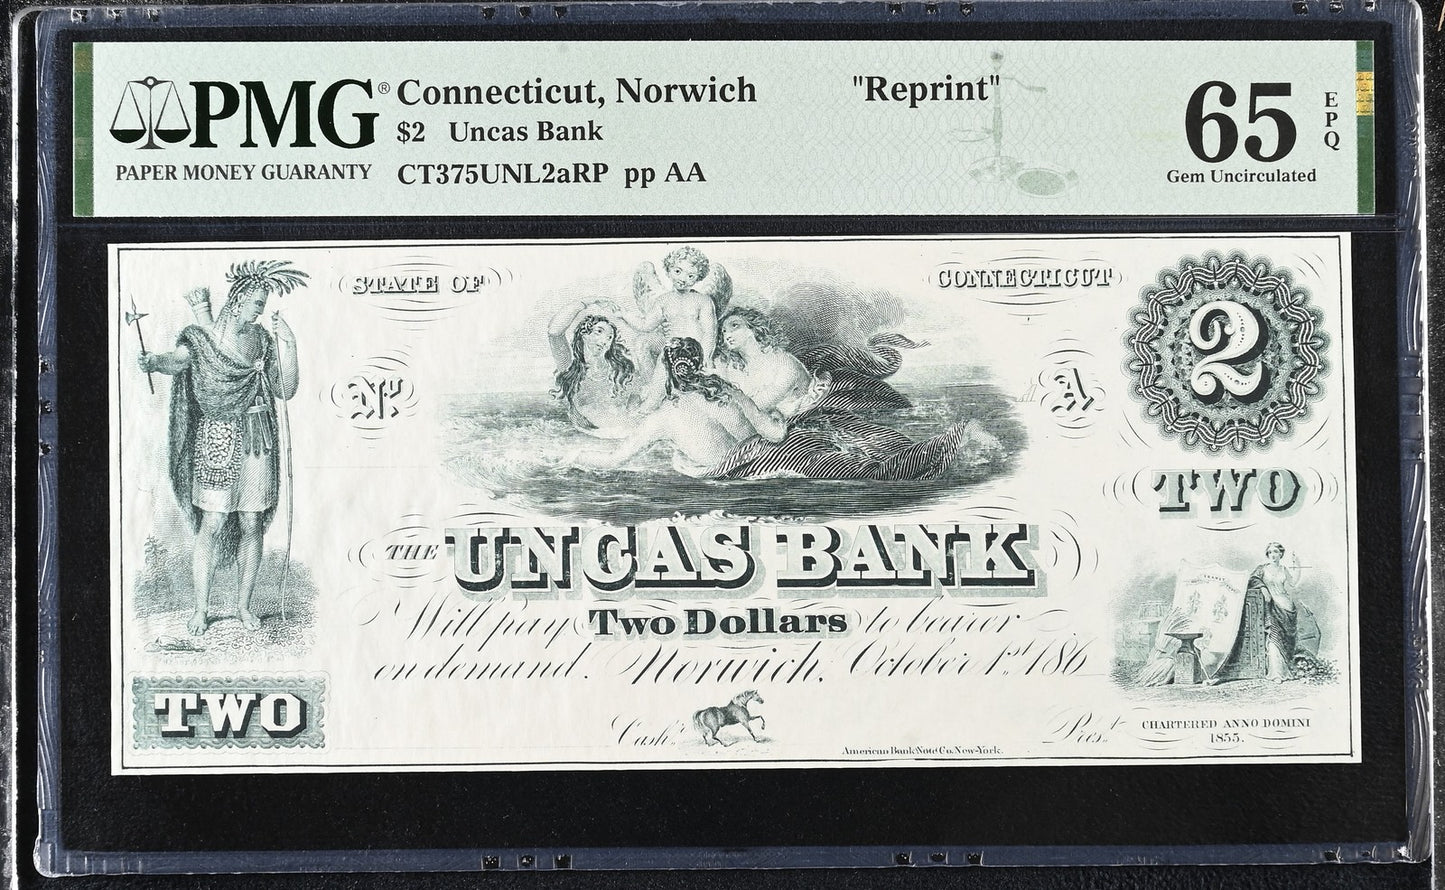 PMG® Connecticut, Norwich "Reprint" 65 EPQ
$2 Uncas Bank
PAPER MONEY GUARANTY CT375UNL2aRP pp AA Gem Uncirculated
STATE OF CONNECTICUT
2
No. A
TWO
THE UNCAS BANK
Will pay Two Dollars to bearer
on demand. Norwich, October 1st. 186
TWO
Cashr. Prest.
CHARTERED ANNO DOMINI
1855.
American Bank Note Co. New-York.